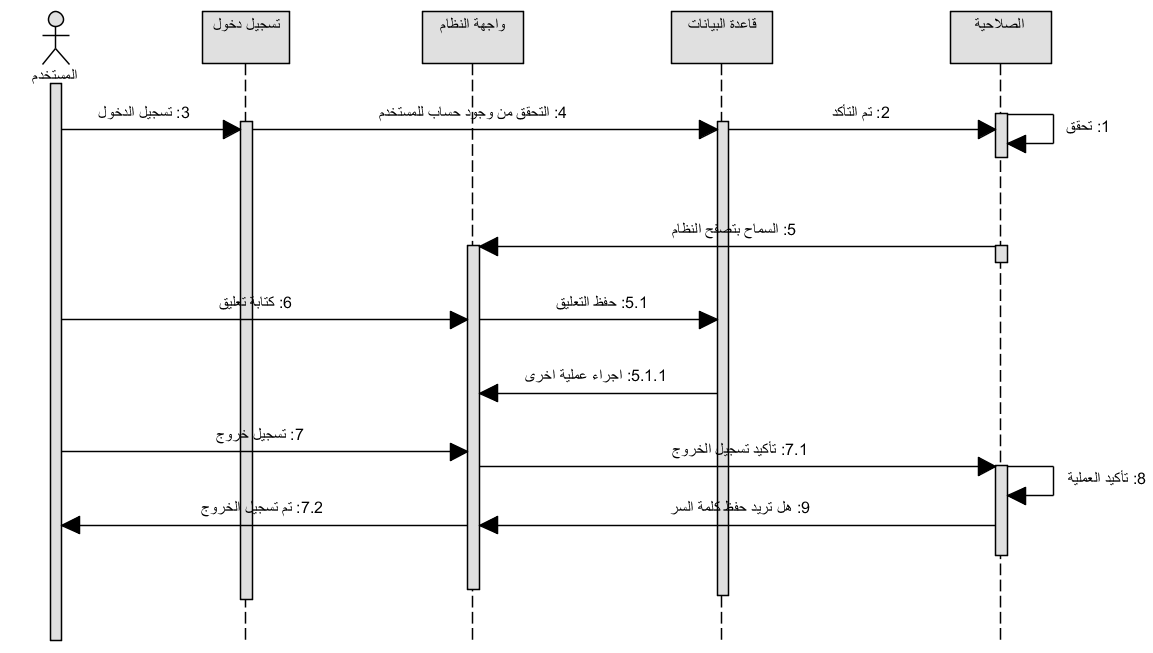 تسجيل دخول
واجهة النظام
قاعدة البيانات
الصلاحية
المستخدم
3: تسجيل الدخول
4: التحقق من وجود حساب للمستخدم
2: تم التأكد
1: تحقق
5: السماح بتصفح النظام
6: كتابة تعليق
5.1: حفظ التعليق
5.1.1: اجراء عملية اخرى
7: تسجيل خروج
7.1: تأكيد تسجيل الخروج
8: تأكيد العملية
7.2: تم تسجيل الخروج
9: هل تريد حفظ كلمة السر